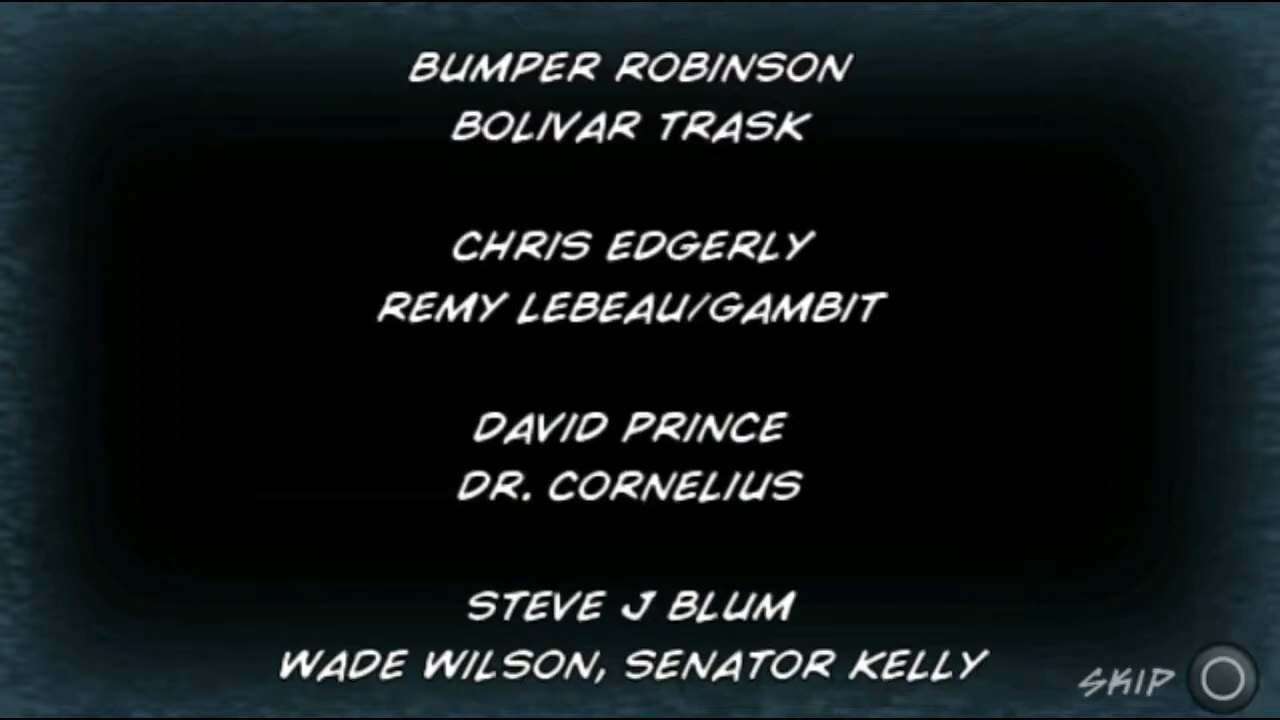 BUMPER ROBINSON
BOLIVAR TRASK
CHRIS EDGERLY
REMY LEBEAU/GAMBIT
DAVID PRINCE
DR. CORNELIUS
STEVE J BLUM
WADE WILSON, SENATOR KELLY
SKIP